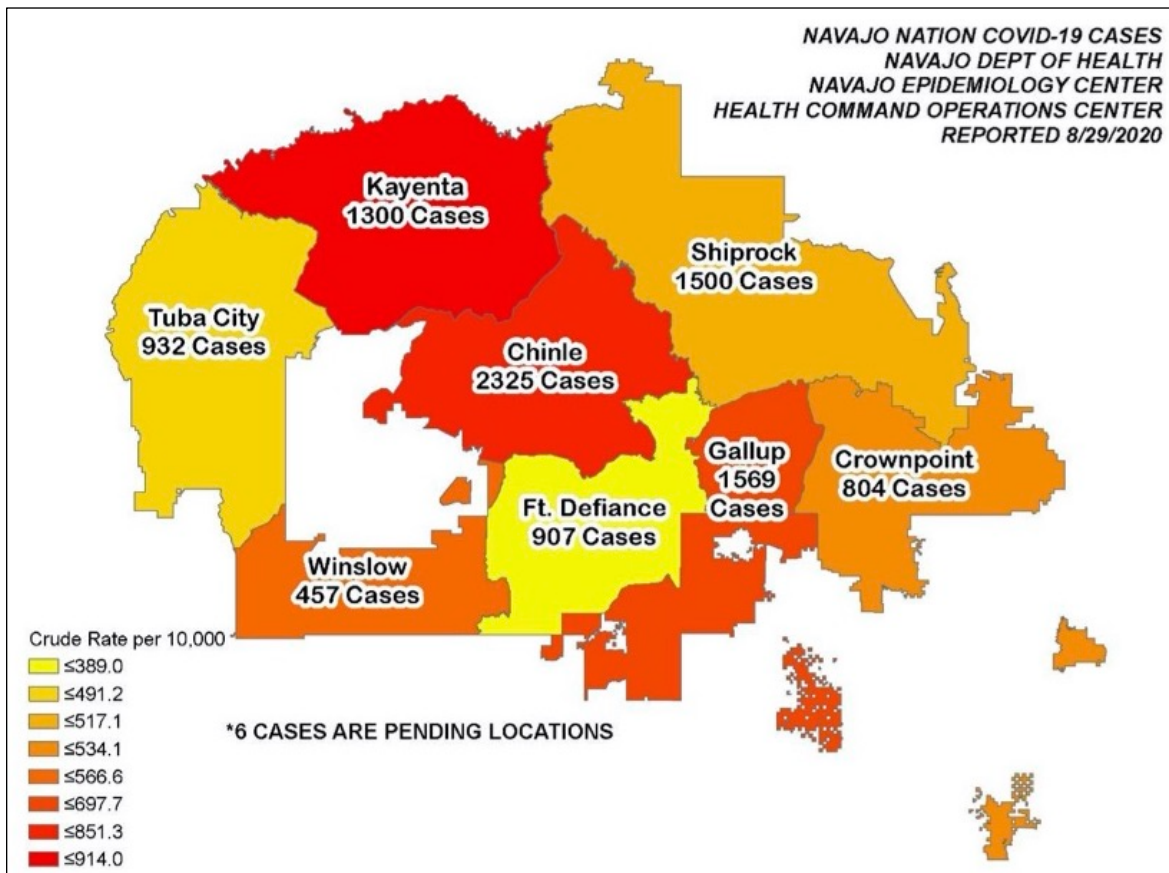 NAVAJO NATION COVID-19 CASES
NAVAJO DEPT OF HEALTH
NAVAJO EPIDEMIOLOGY CENTER
HEALTH COMMAND OPERATIONS CENTER
REPORTED 8/29/2020
Kayenta
1300 Cases
Shiprock
1500 Cases
Tuba City
932 Cases
Chinle
2325 Cases
Gallup
1569
Cases
Crownpoint
804 Cases
Ft. Defiance
907 Cases
Winslow
457 Cases
Crude Rate per 10,000
≤389.0
≤491.2
≤517.1
≤534.1
≤566.6
≤697.7
≤851.3
≤914.0
*6 CASES ARE PENDING LOCATIONS